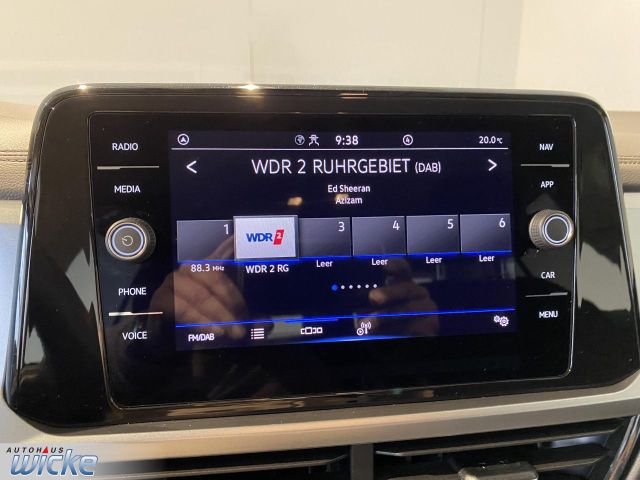 RADIO
MEDIA
PHONE
VOICE
9:38
20.0°C
< WDR 2 RUHRGEBIET (DAB) >
Ed Sheeran
Azizam
1
WDR 2
3
4
5
6
88.3 MHz
WDR 2 RG
Leer
Leer
Leer
Leer
FM/DAB
NAV
APP
CAR
MENU
AUTOHAUS
WICKE